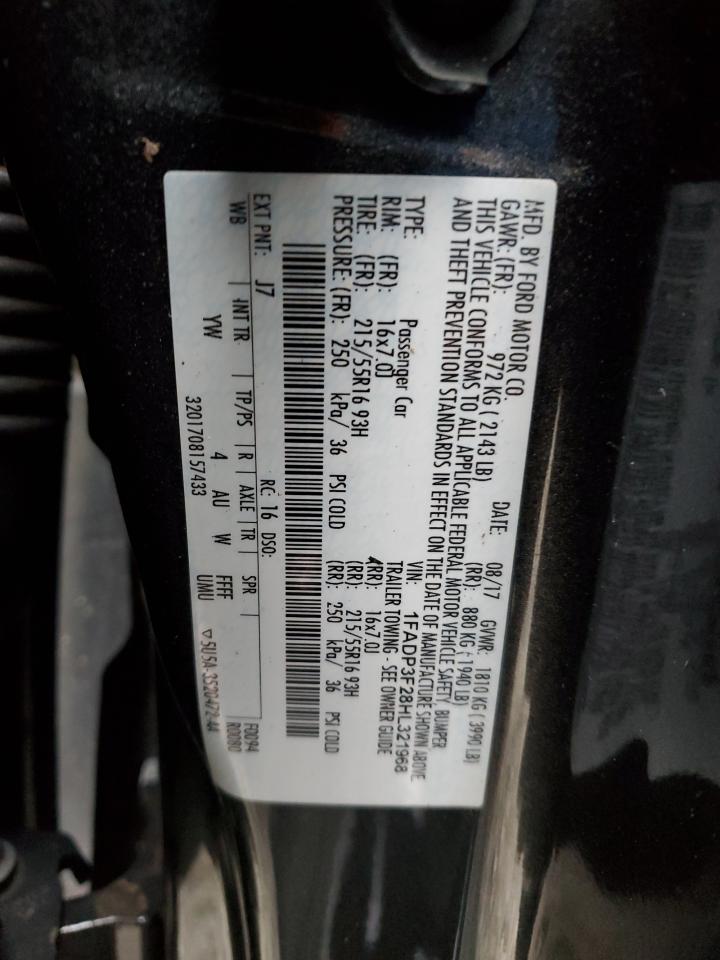 MFD. BY FORD MOTOR CO.
DATE: 08/17 GVWR: 1810 KG ( 3990 LB)
GAWR: (FR): 972 KG ( 2143 LB) (RR): 880 KG ( 1940 LB)
THIS VEHICLE CONFORMS TO ALL APPLICABLE FEDERAL MOTOR VEHICLE SAFETY, BUMPER
AND THEFT PREVENTION STANDARDS IN EFFECT ON THE DATE OF MANUFACTURE SHOWN ABOVE
VIN: 1FADP3F28HL321968
TYPE: Passenger Car TRAILER TOWING - SEE OWNER GUIDE
RIM: (FR): 16x7.0J (RR): 16x7.0J
TIRE: (FR): 215/55R16 93H (RR): 215/55R16 93H
PRESSURE: (FR): 250 kPa/ 36 PSI COLD (RR): 250 kPa/ 36 PSI COLD
EXT PNT: J7 RC: 16 DSO: F0094
WB | INT TR | TP/PS | R | AXLE | TR | SPR | R0080
YW 4 AU W FFFF
3201708157433 UMU ▽ 5U5A-3520472-AA